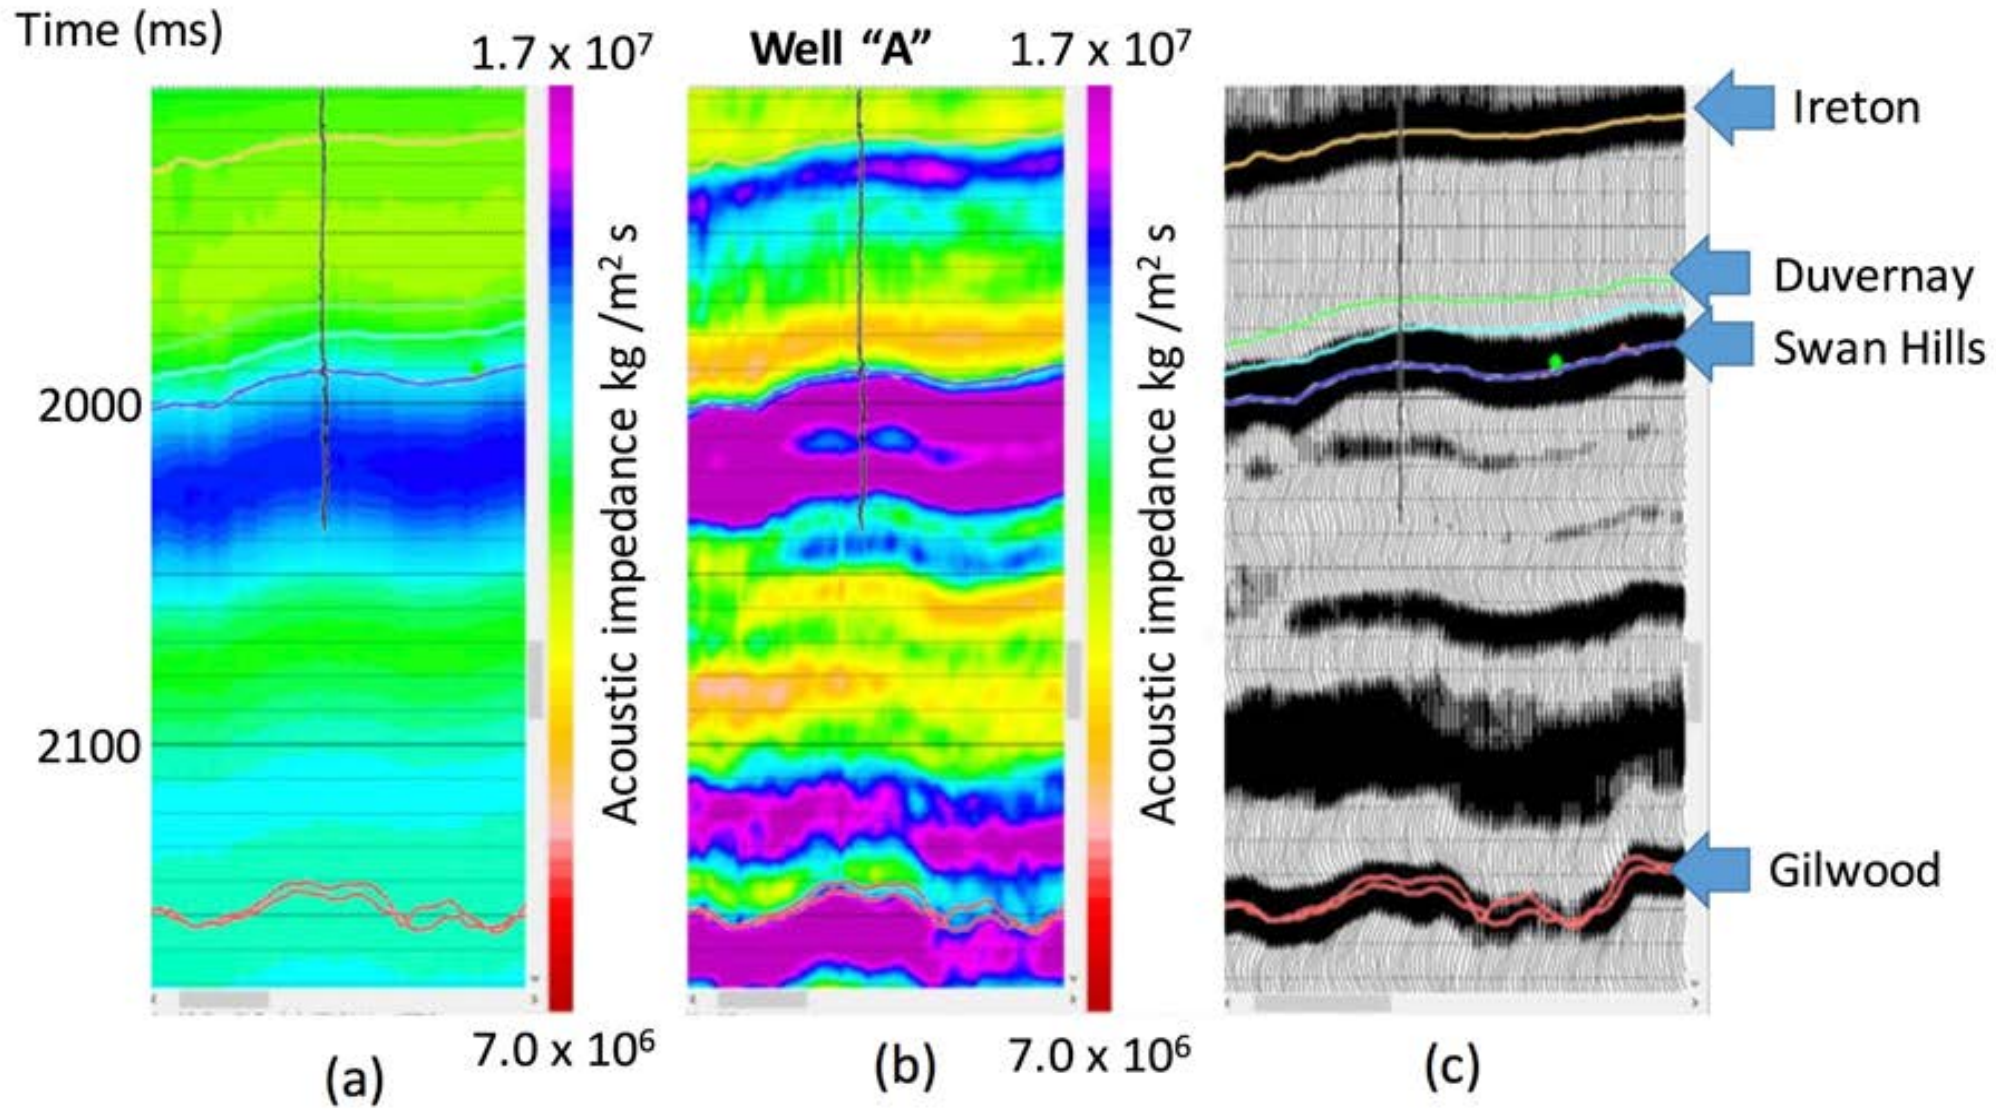 Time (ms)
1.7 x 10⁷
Well “A”
1.7 x 10⁷
Ireton
Duvernay
Swan Hills
Acoustic impedance kg /m² s
Acoustic impedance kg /m² s
2000
2100
Gilwood
7.0 x 10⁶
7.0 x 10⁶
(a)
(b)
(c)